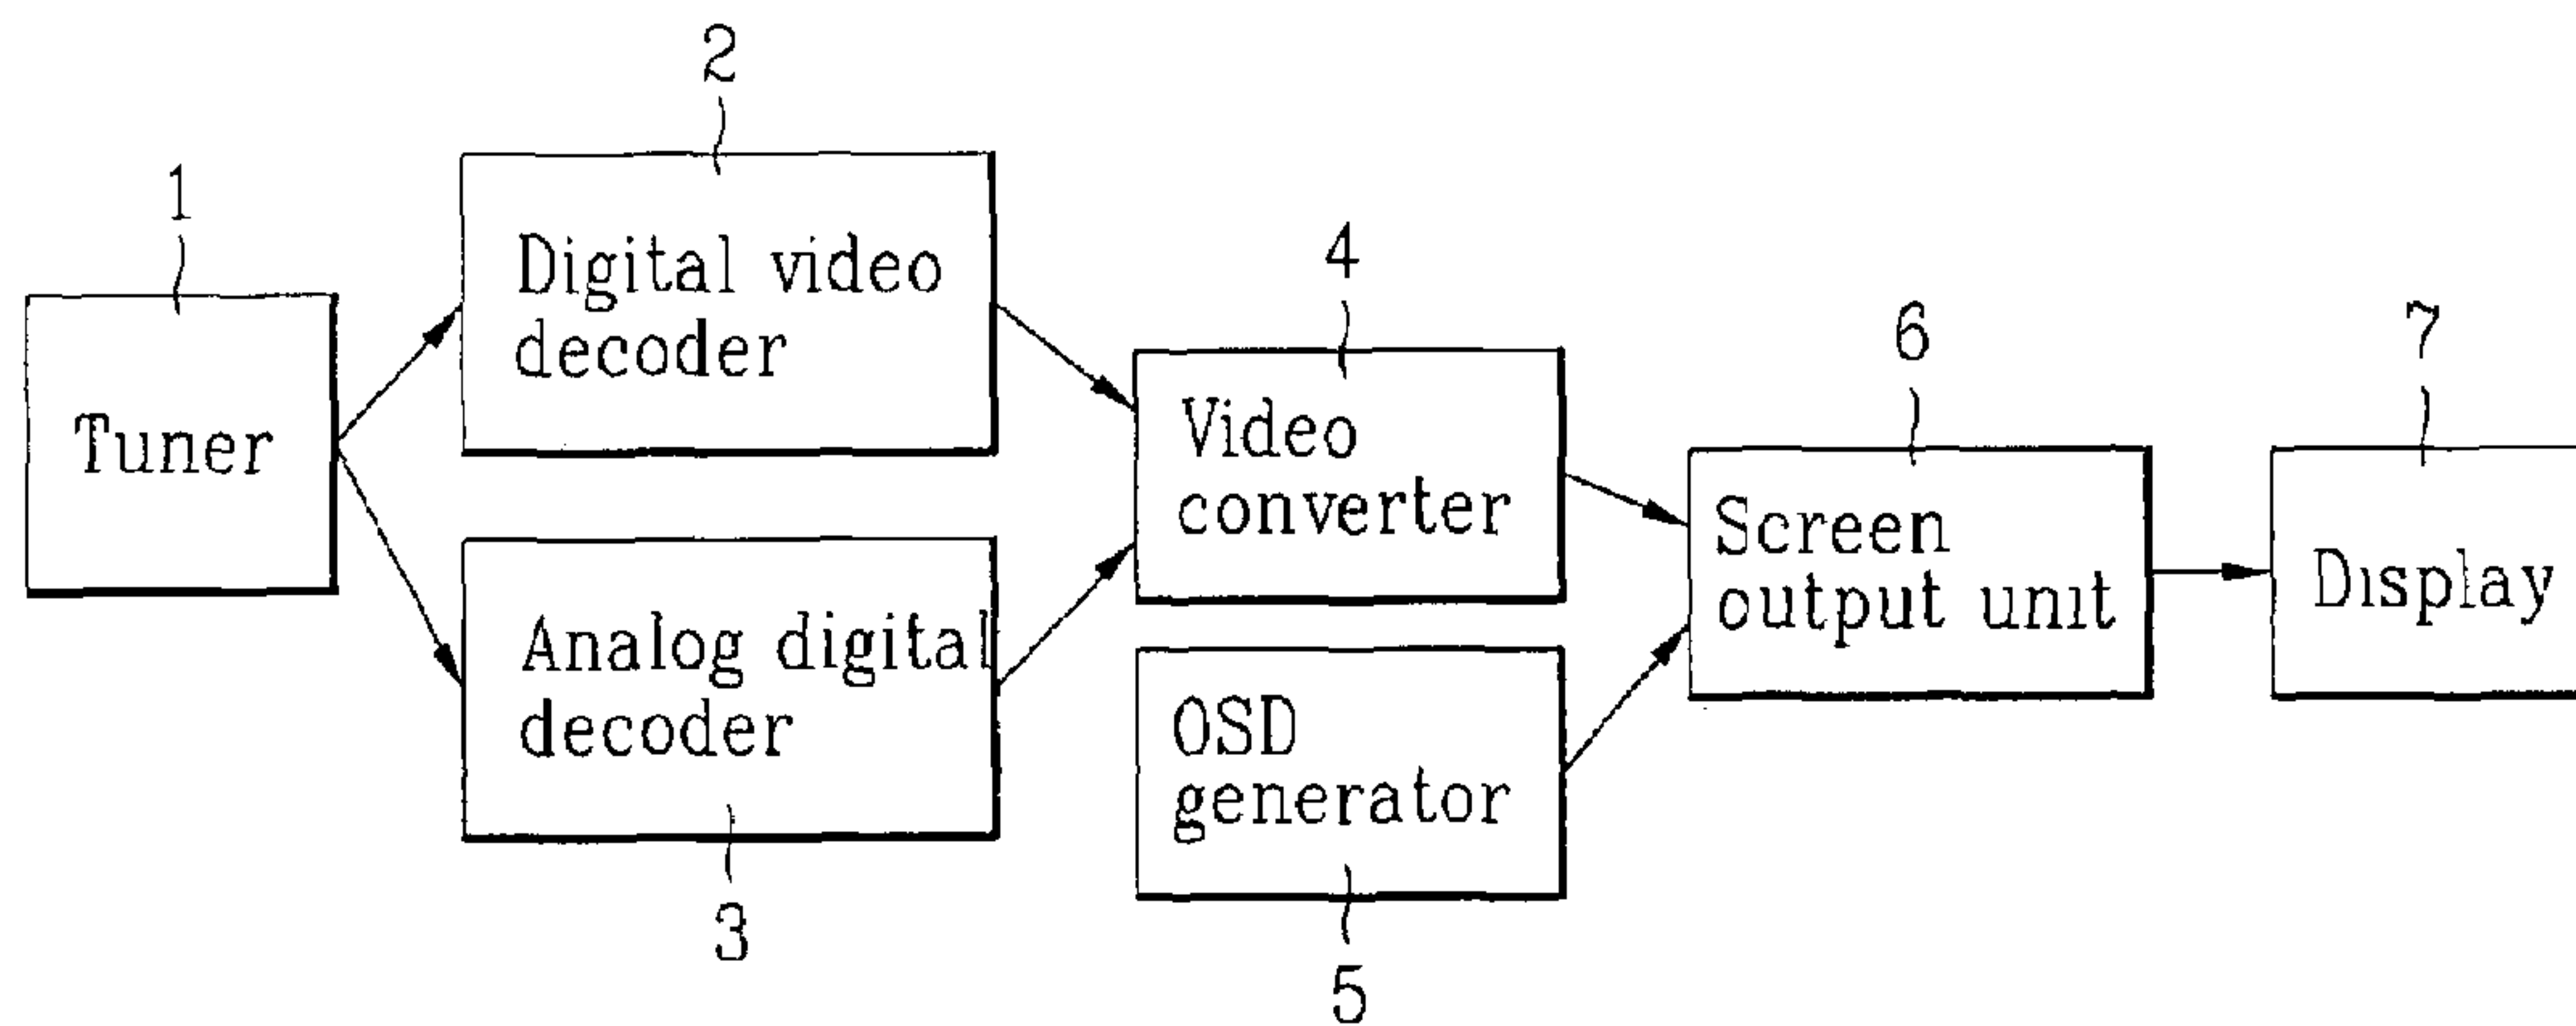 1
Tuner
2
Digital video
decoder
Analog digital
decoder
3
4
Video
converter
OSD
generator
5
6
Screen
output unit
7
Display